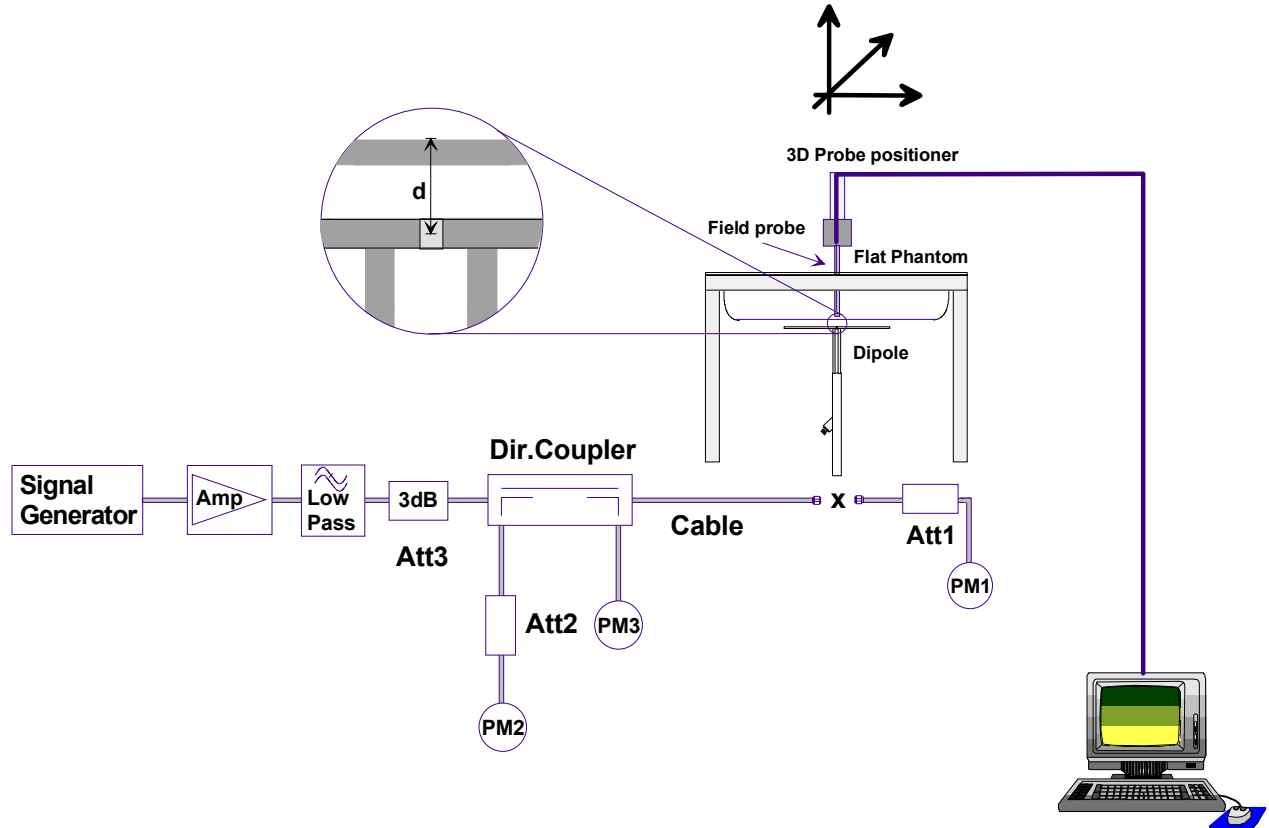 3D Probe positioner
d
Field probe
Flat Phantom
Dipole
Dir.Coupler
Signal
Generator
Amp
Low
Pass
3dB
Att3
Cable
x
Att1
PM1
Att2
PM3
PM2